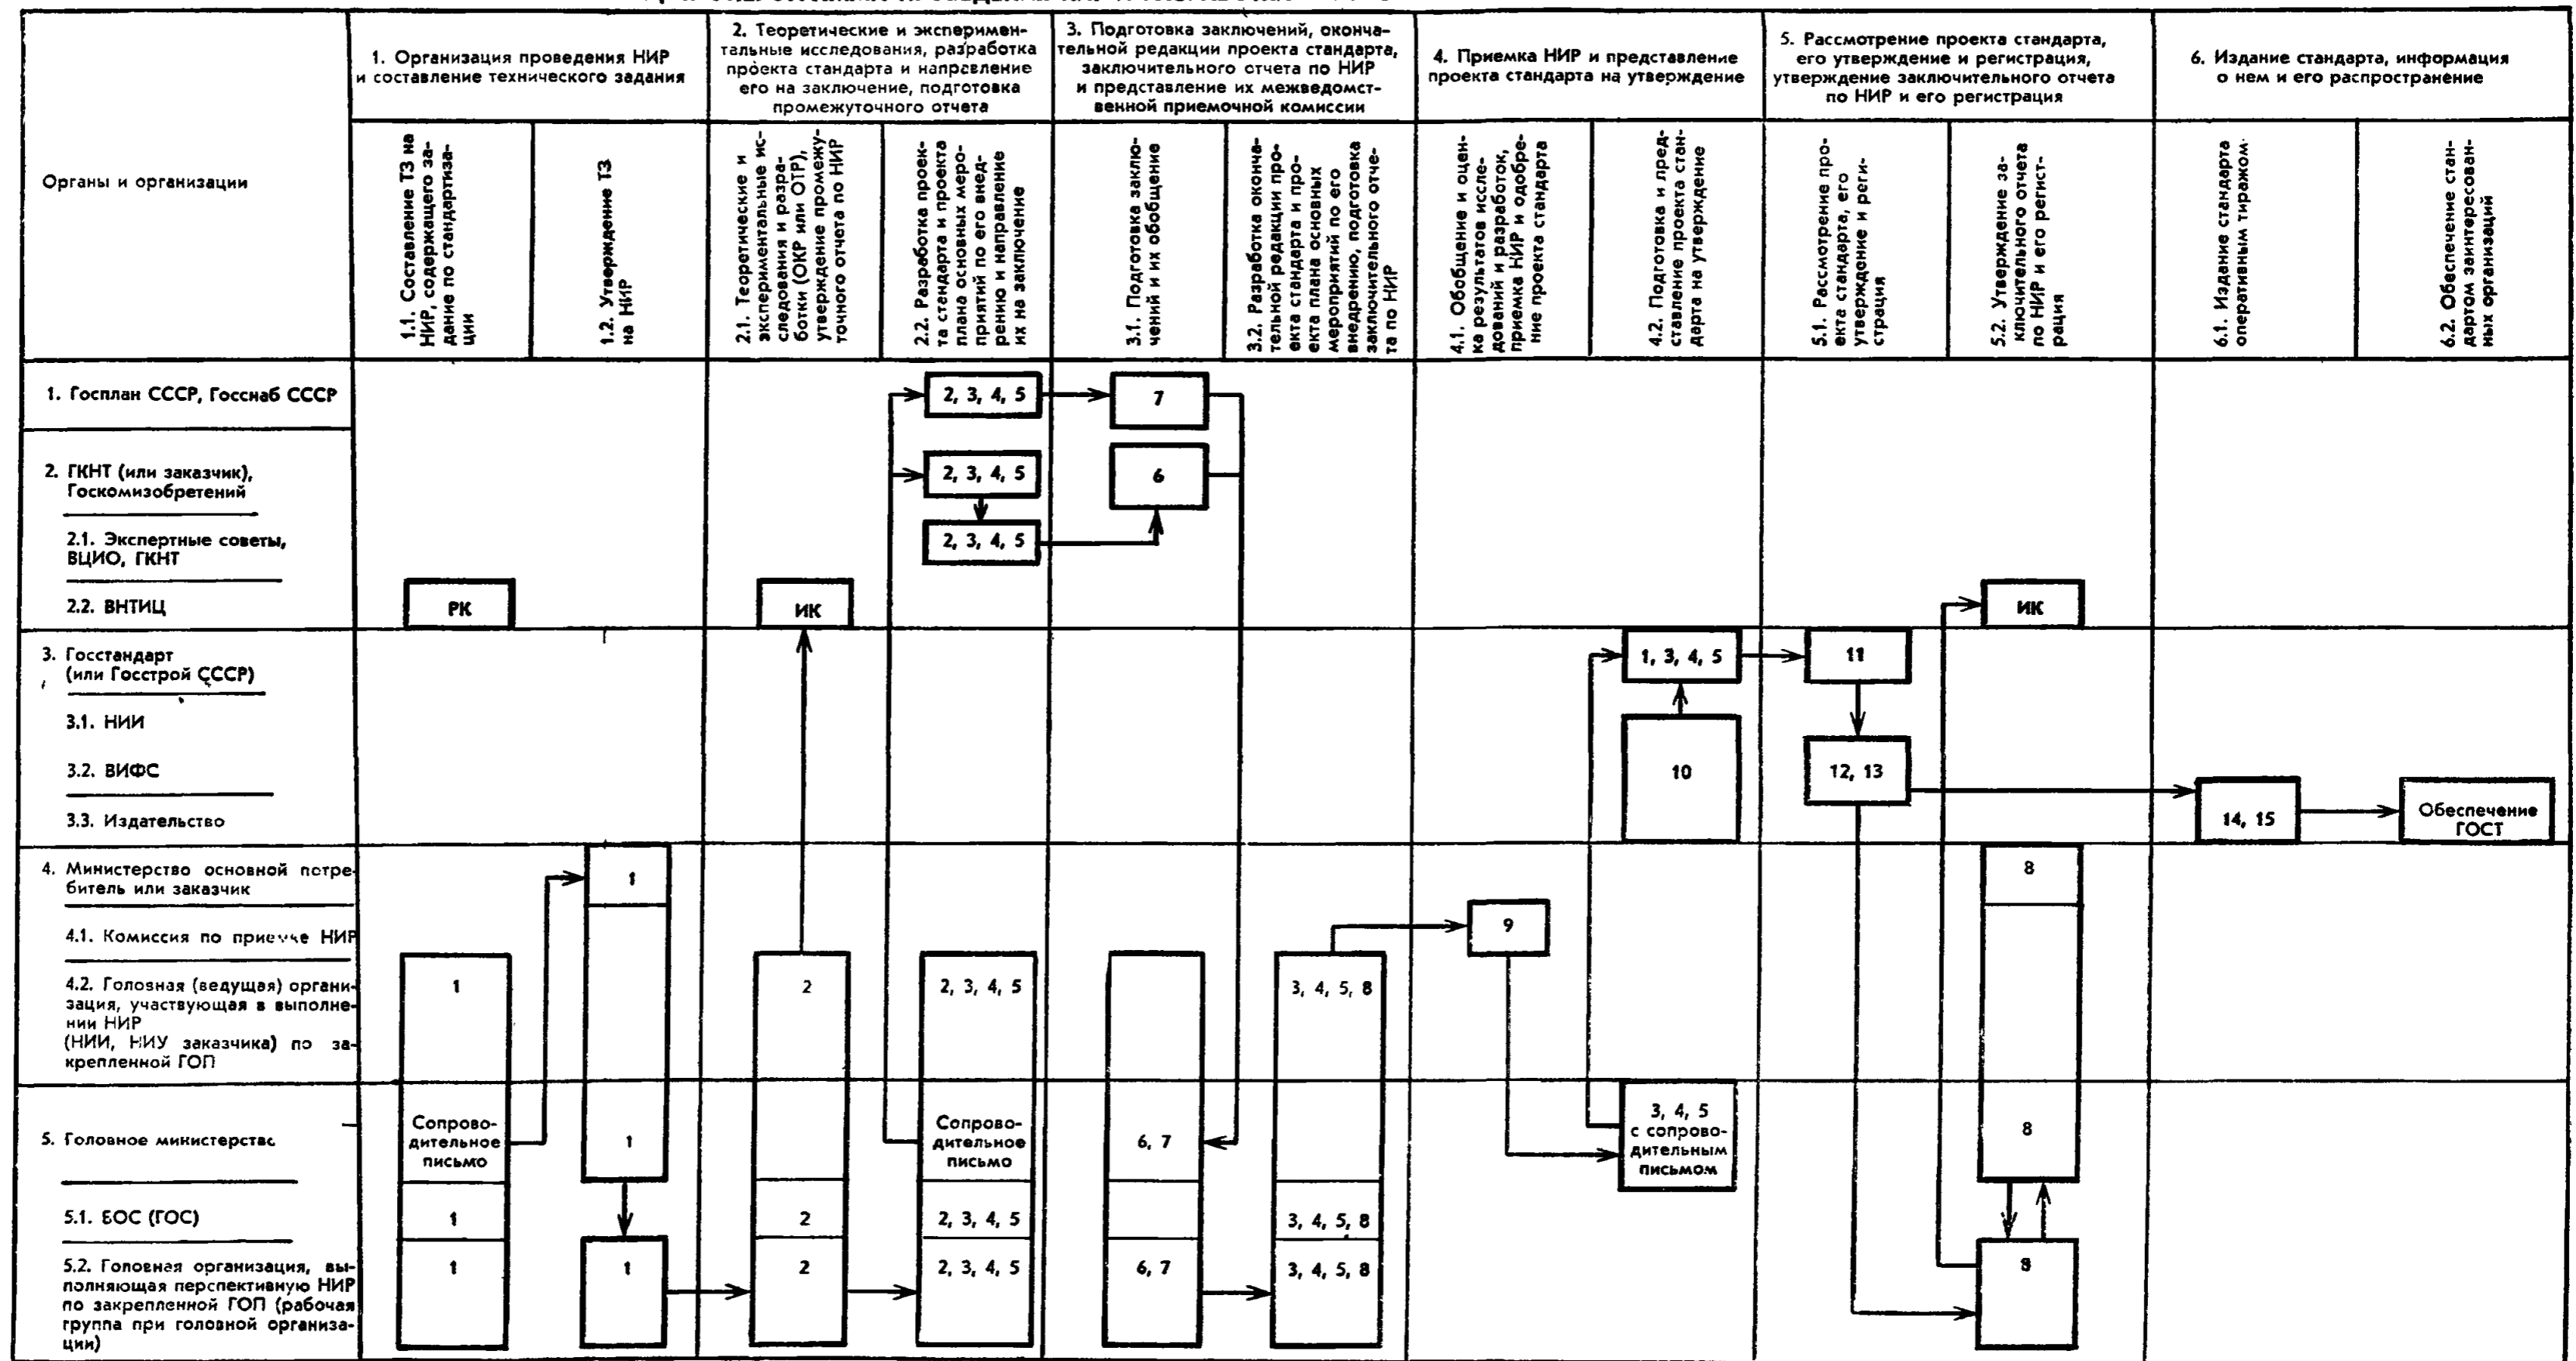 1. Организация проведения НИР
и составление технического задания
2. Теоретические и эксперимен-
тальные исследования, разработка
проекта стандарта и направление
его на заключение, подготовка
промежуточного отчета
3. Подготовка заключений, оконча-
тельной редакции проекта стандарта,
заключительного отчета по НИР
и представление их межведомст-
венной приемочной комиссии
4. Приемка НИР и представление
проекта стандарта на утверждение
5. Рассмотрение проекта стандарта,
его утверждение и регистрация,
утверждение заключительного отчета
по НИР и его регистрация
6. Издание стандарта, информация
о нем и его распространение
Органы и организации
1.1. Составление ТЗ на
НИР, содержащего за-
дание по стандартиза-
ции
1.2. Утверждение ТЗ
на НИР
2.1. Теоретические и
экспериментальные ис-
следования и разра-
ботки (ОКР или ОТР),
утверждение промежу-
точного отчета по НИР
2.2. Разработка проек-
та стандарта и проекта
плана основных меро-
приятий по его внед-
рению и направление
их на заключение
3.1. Подготовка заклю-
чений и их обобщение
3.2. Разработка оконча-
тельной редакции про-
екта стандарта и про-
екта плана основных
мероприятий по его
внедрению, подготовка
заключительного отче-
та по НИР
4.1. Обобщение и оцен-
ка результатов иссле-
дований и разработок,
приемка НИР и одобре-
ние проекта стандарта
4.2. Подготовка и пред-
ставление проекта стан-
дарта на утверждение
5.1. Рассмотрение про-
екта стандарта, его
утверждение и реги-
страция
5.2. Утверждение за-
ключительного отчета
по НИР и его регист-
рация
6.1. Издание стандарта
оперативным тиражом
6.2. Обеспечение стан-
дартом заинтересован-
ных организаций
1. Госплан СССР, Госснаб СССР
2, 3, 4, 5
7
2. ГКНТ (или заказчик),
Госкомизобретений
2, 3, 4, 5
6
2.1. Экспертные советы,
ВЦИО, ГКНТ
2, 3, 4, 5
2.2. ВНТИЦ
РК
ИК
ИК
3. Госстандарт
(или Госстрой СССР)
1, 3, 4, 5
11
3.1. НИИ
3.2. ВИФС
10
12, 13
3.3. Издательство
14, 15
Обеспечение
ГОСТ
4. Министерство основной потре-
битель или заказчик
1
8
4.1. Комиссия по приемке НИР
9
4.2. Головная (ведущая) органи-
зация, участвующая в выполне-
нии НИР
(НИИ, НИУ заказчика) по за-
крепленной ГОП
1
2
2, 3, 4, 5
3, 4, 5, 8
5. Головное министерство
Сопрово-
дительное
письмо
1
Сопрово-
дительное
письмо
6, 7
3, 4, 5
с сопрово-
дительным
письмом
8
5.1. БОС (ГОС)
1
2
2, 3, 4, 5
3, 4, 5, 8
5.2. Головная организация, вы-
полняющая перспективную НИР
по закрепленной ГОП (рабочая
группа при головной организа-
ции)
1
1
2
2, 3, 4, 5
6, 7
3, 4, 5, 8
8